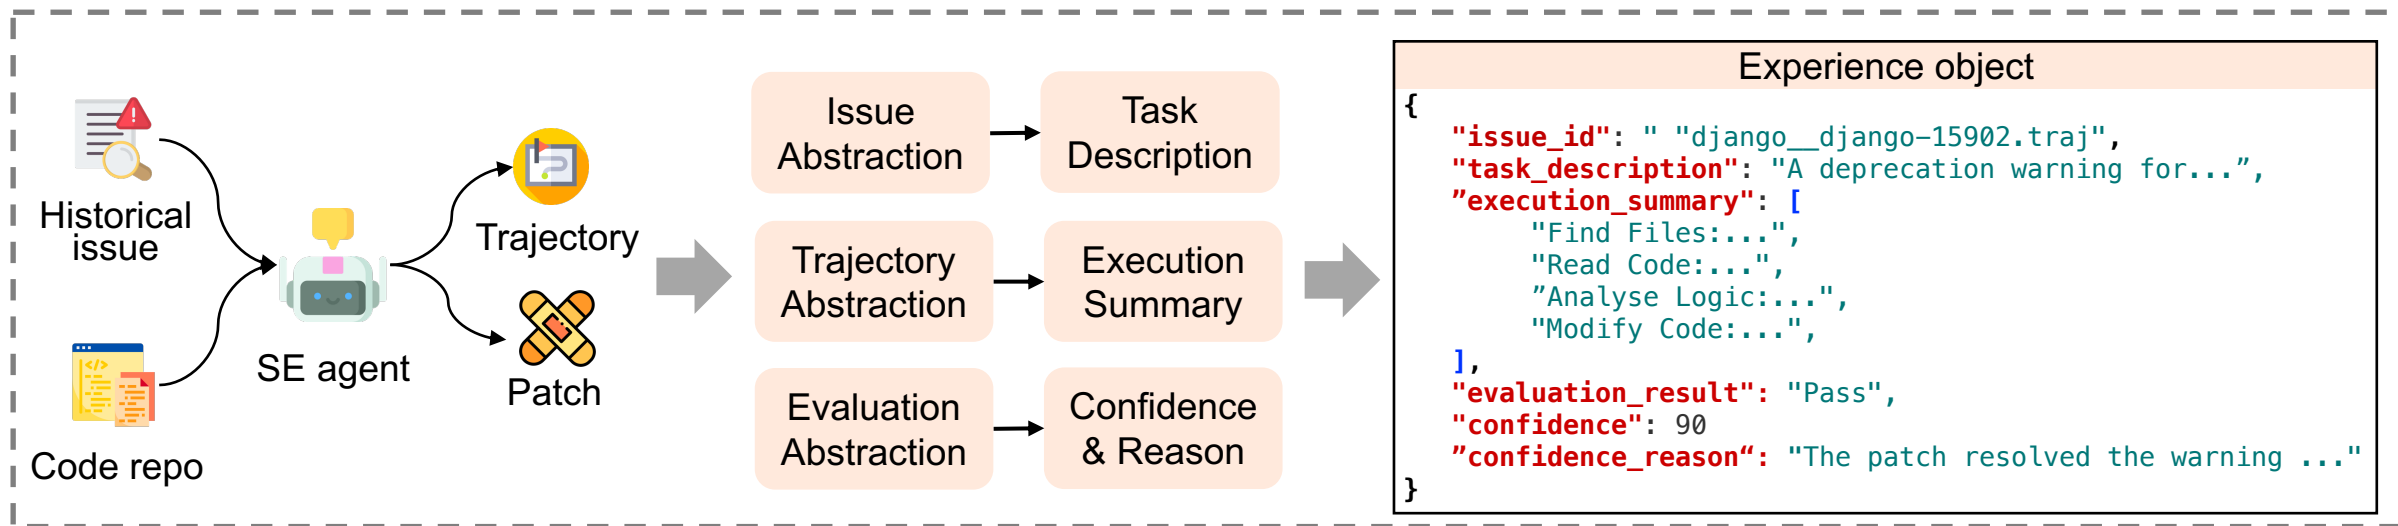 Historical
issue
Code repo
SE agent
Trajectory
Patch
Issue
Abstraction
Task
Description
Trajectory
Abstraction
Execution
Summary
Evaluation
Abstraction
Confidence
& Reason
Experience object
{
"issue_id": " "django__django-15902.traj",
"task_description": "A deprecation warning for...”,
”execution_summary": [
"Find Files:...",
"Read Code:...",
”Analyse Logic:...",
"Modify Code:...",
],
"evaluation_result": "Pass",
"confidence": 90
”confidence_reason“: "The patch resolved the warning ..."
}